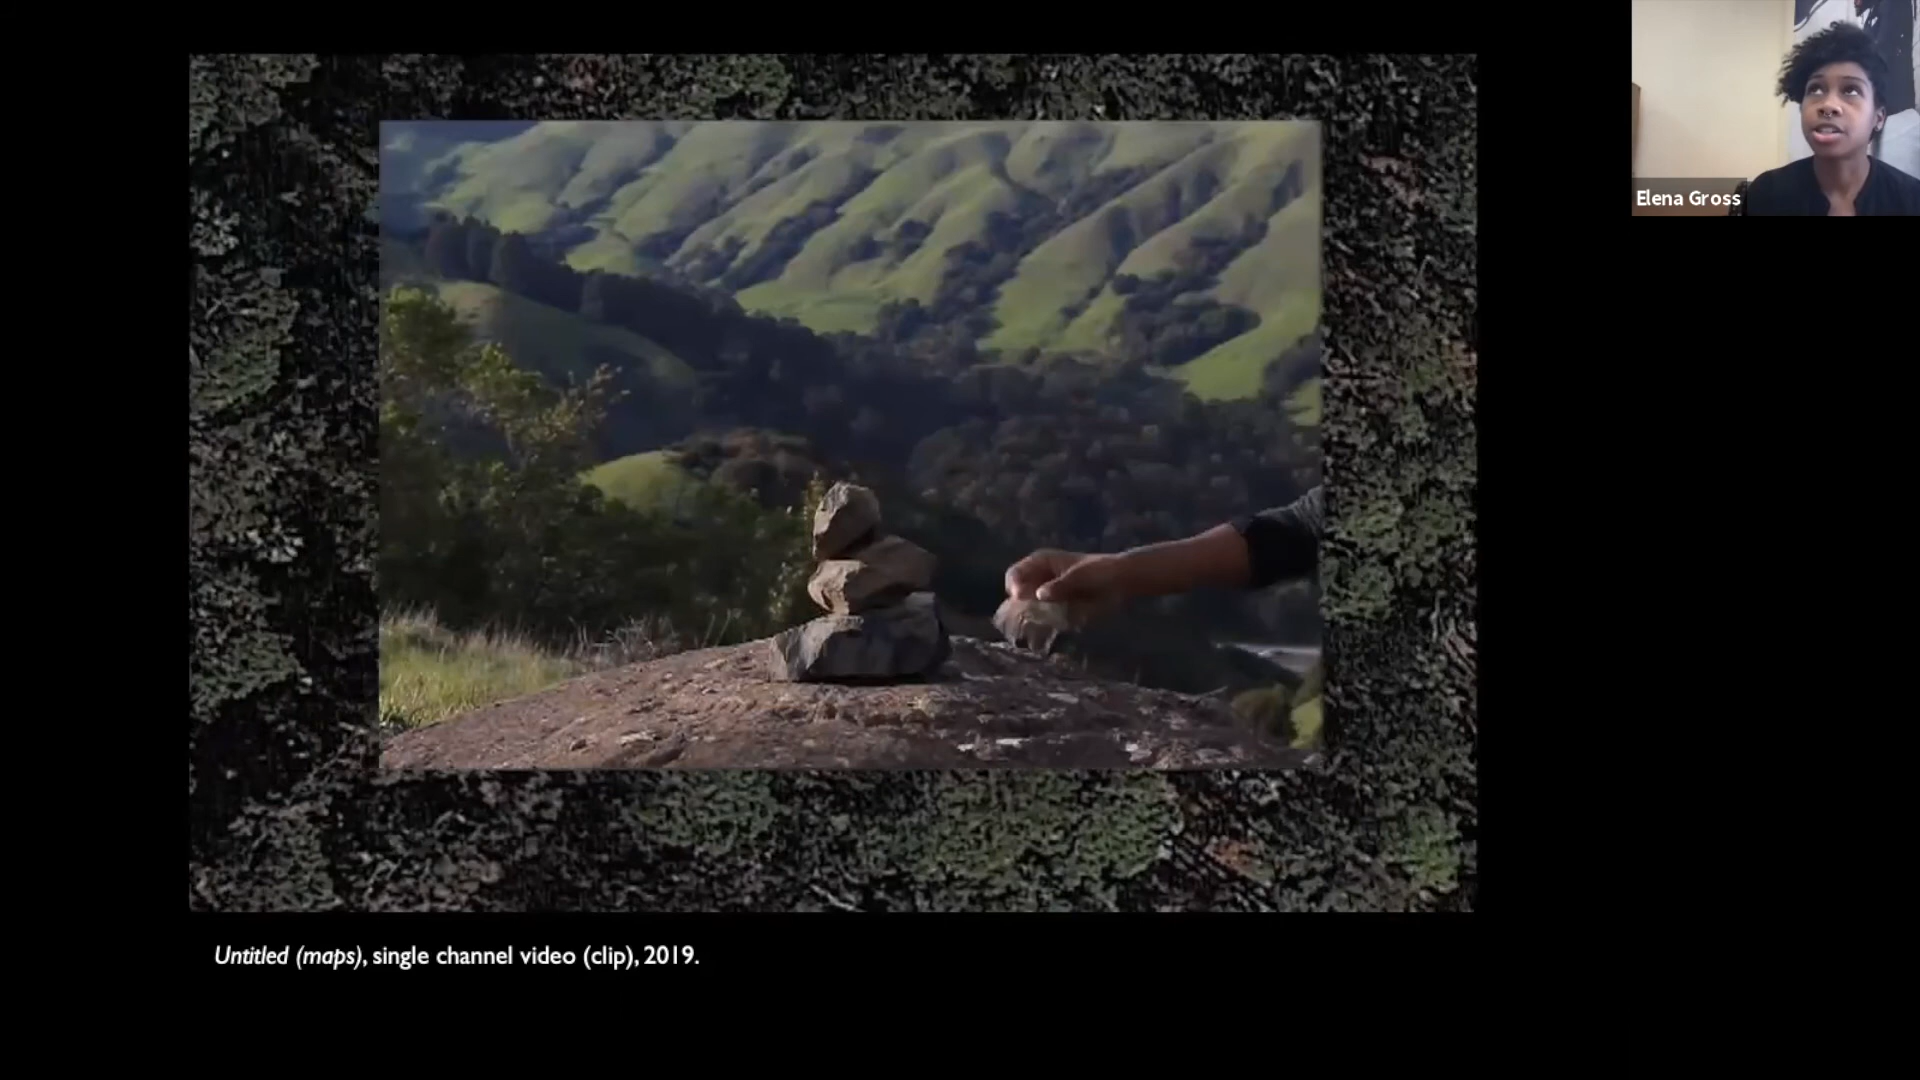 Elena Gross
Untitled (maps), single channel video (clip), 2019.